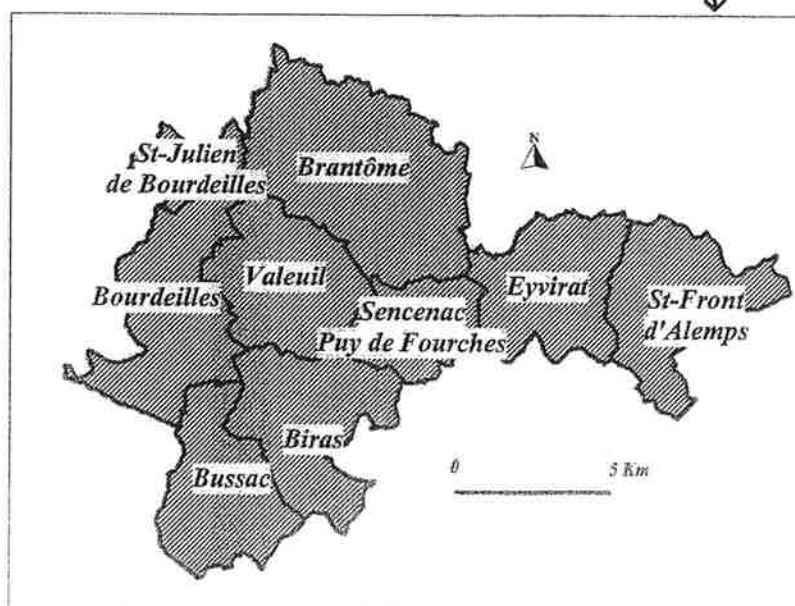 N
St-Julien
de Bourdeilles
Brantôme
Bourdeilles
Valeuil
Sencenac
Puy de Fourches
Eyvirat
St-Front
d'Alemps
Biras
Bussac
0
5 Km